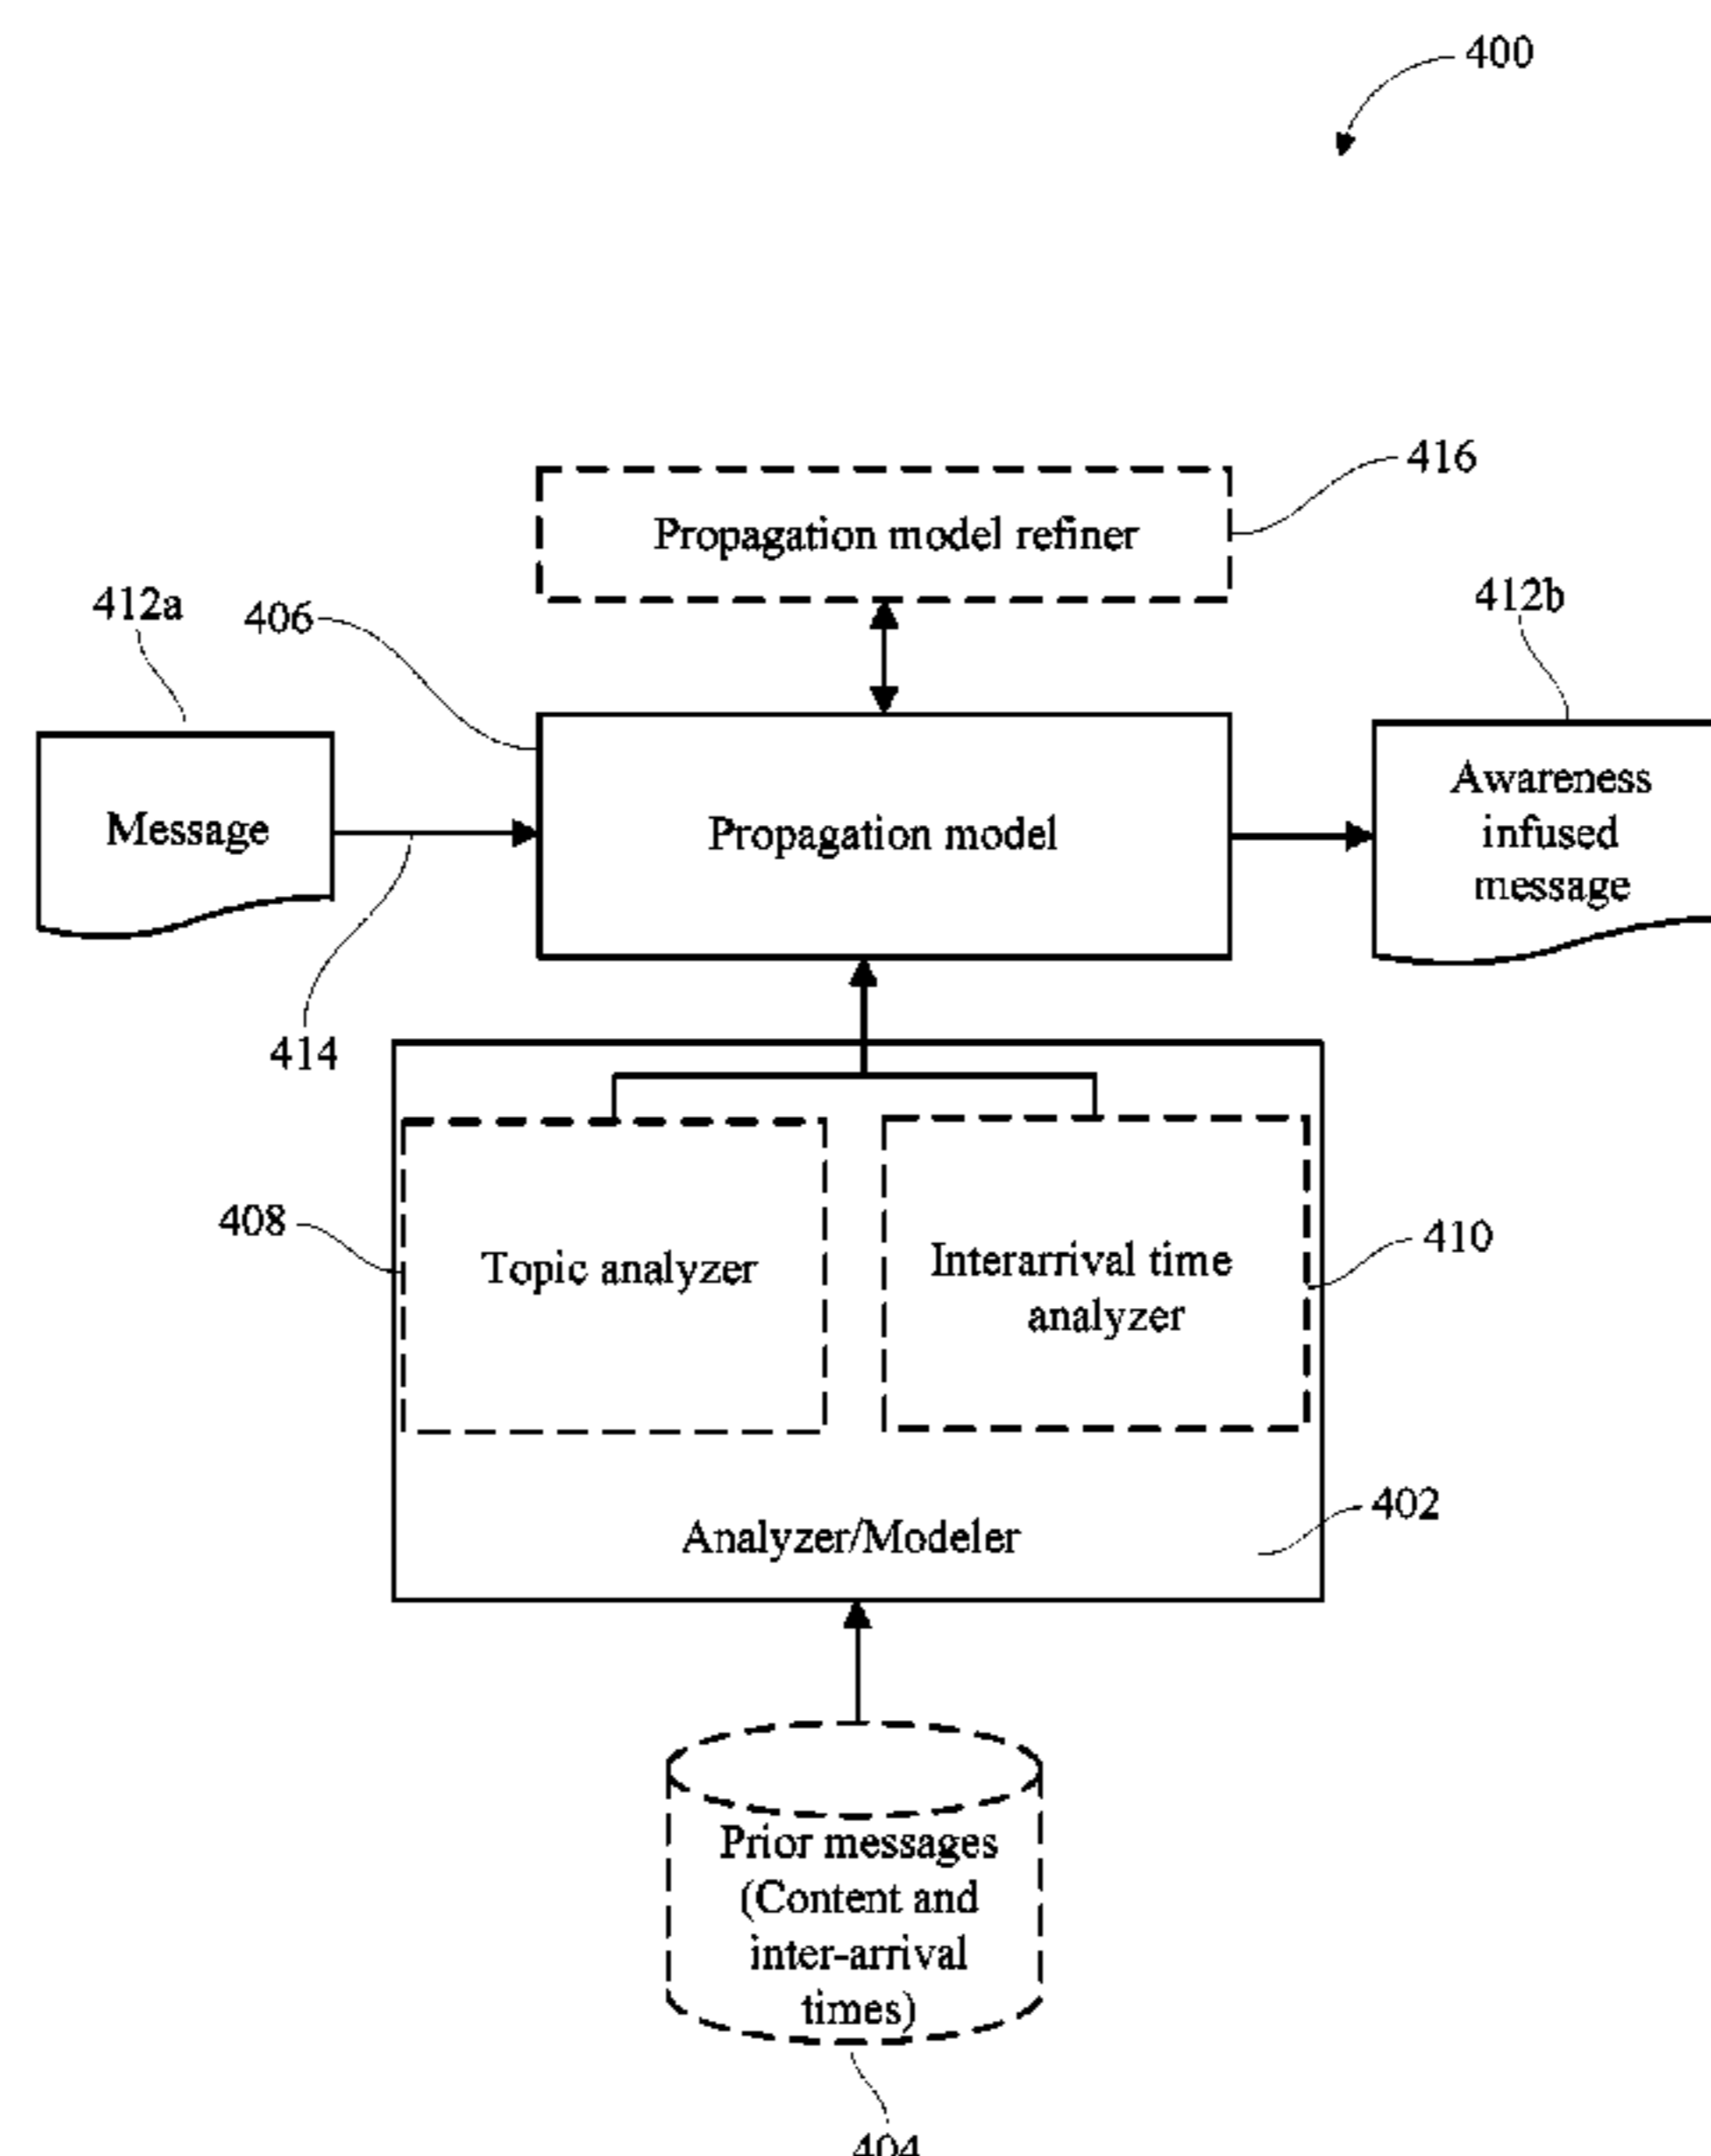 400
416
Propagation model refiner
412a
406
412b
Message
Propagation model
Awareness
infused
message
414
408
Topic analyzer
Interarrival time
analyzer
410
402
Analyzer/Modeler
Prior messages
(Content and
inter-arrival
times)
404